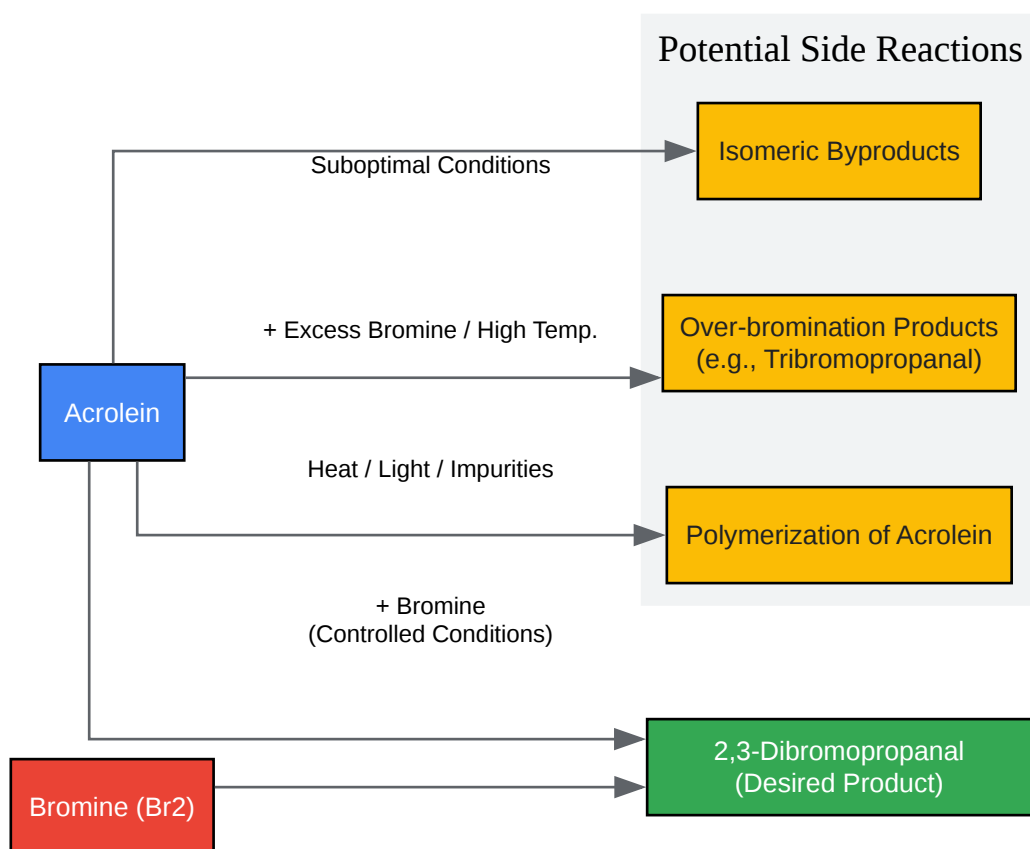 Potential Side Reactions
Isomeric Byproducts
Suboptimal Conditions
+ Excess Bromine / High Temp.
Over-bromination Products
(e.g., Tribromopropanal)
Acrolein
Heat / Light / Impurities
Polymerization of Acrolein
+ Bromine
(Controlled Conditions)
2,3-Dibromopropanal
(Desired Product)
Bromine (Br2)